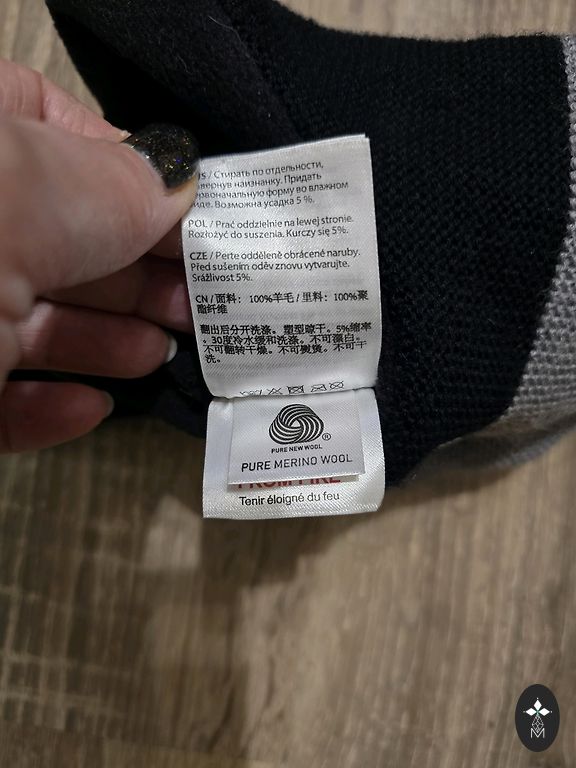 US / Стирать по отдельности,
вывернув наизнанку. Придать
первоначальную форму во влажном
виде. Возможна усадка 5 %.
POL / Prać oddzielnie na lewej stronie.
Rozłożyć do suszenia. Kurczy się 5%.
CZE / Perte odděleně obrácené naruby.
Před sušením oděv znovu vytvarujte.
Srážlivost 5%.
CN / 面料：100%羊毛 / 里料：100%聚
酯纤维
翻出后分开洗涤。塑型晾干。5%缩率
。30度冷水缓和洗涤。不可漂白。
不可翻转干燥。不可熨烫。不可干
洗。
®
PURE NEW WOOL
PURE MERINO WOOL
FROM FIRE
Tenir éloigné du feu
M